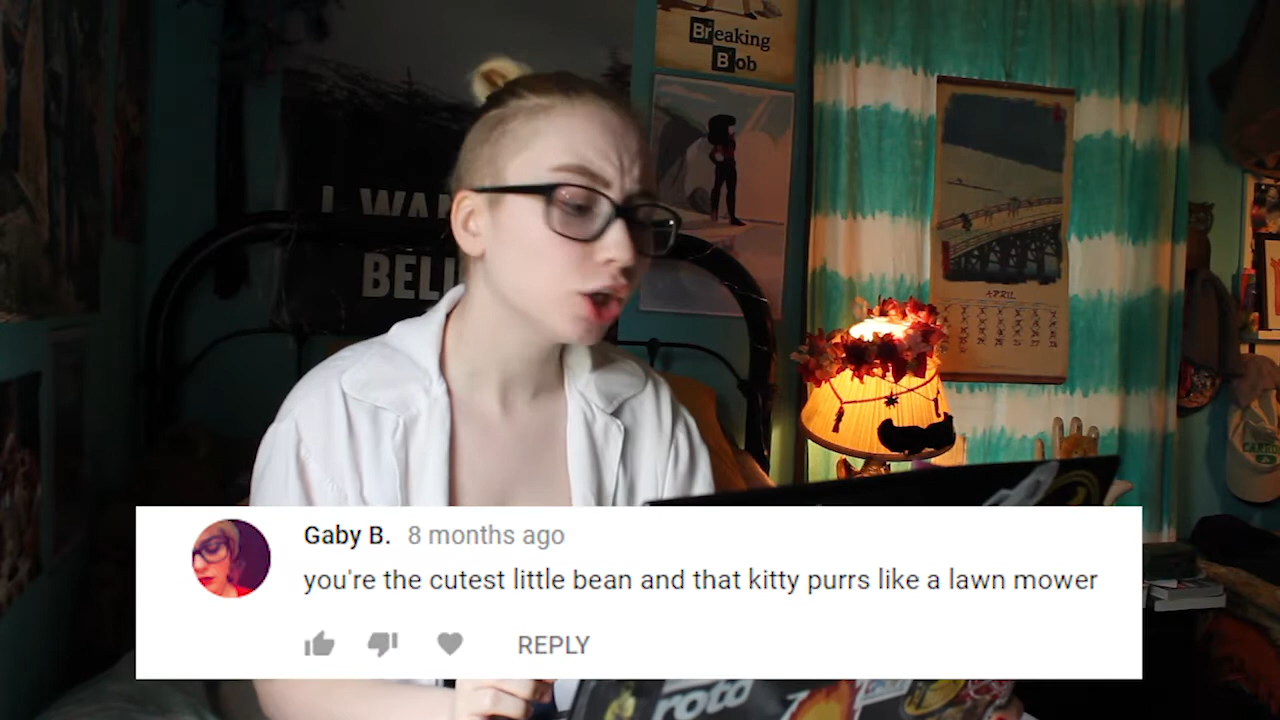 Breaking
Bob
I WAN
BELI
APRIL
Gaby B. 8 months ago
you're the cutest little bean and that kitty purrs like a lawn mower
REPLY
roto